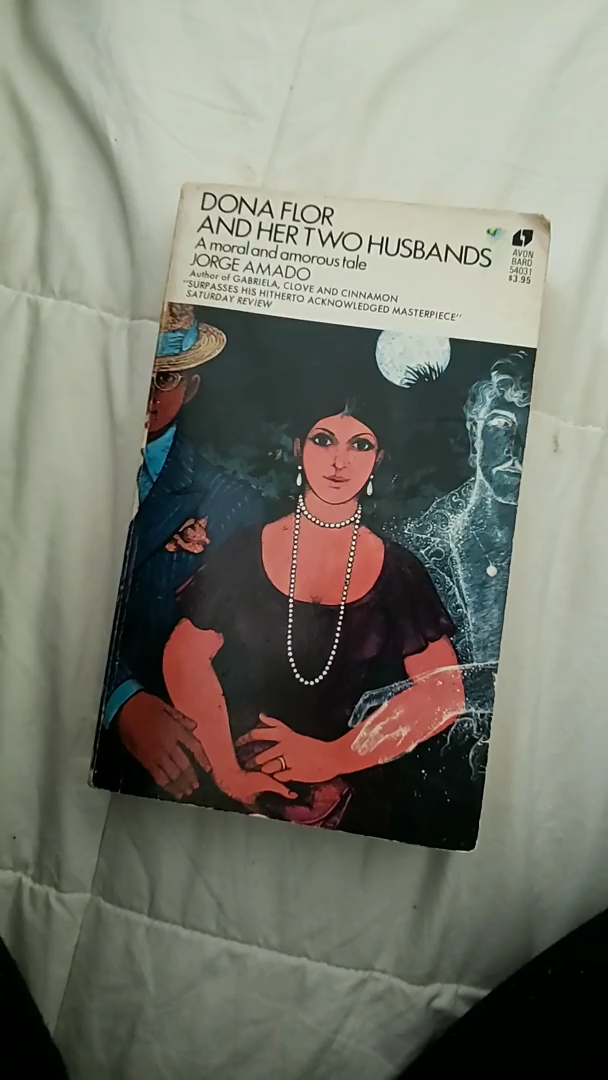 DONA FLOR
AND HER TWO HUSBANDS
A moral and amorous tale
JORGE AMADO
Author of GABRIELA, CLOVE AND CINNAMON
"SURPASSES HIS HITHERTO ACKNOWLEDGED MASTERPIECE"
SATURDAY REVIEW
AVON
BARD
54031
$3.95